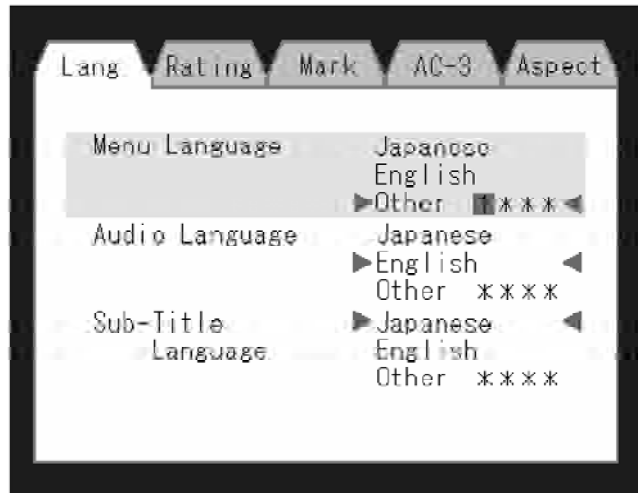 Lang Rating Mark AC-3 Aspect
Menu Language Japanese
English
Other 1***
Audio Language Japanese
English
Other ****
Sub-Title Japanese
Language English
Other ****